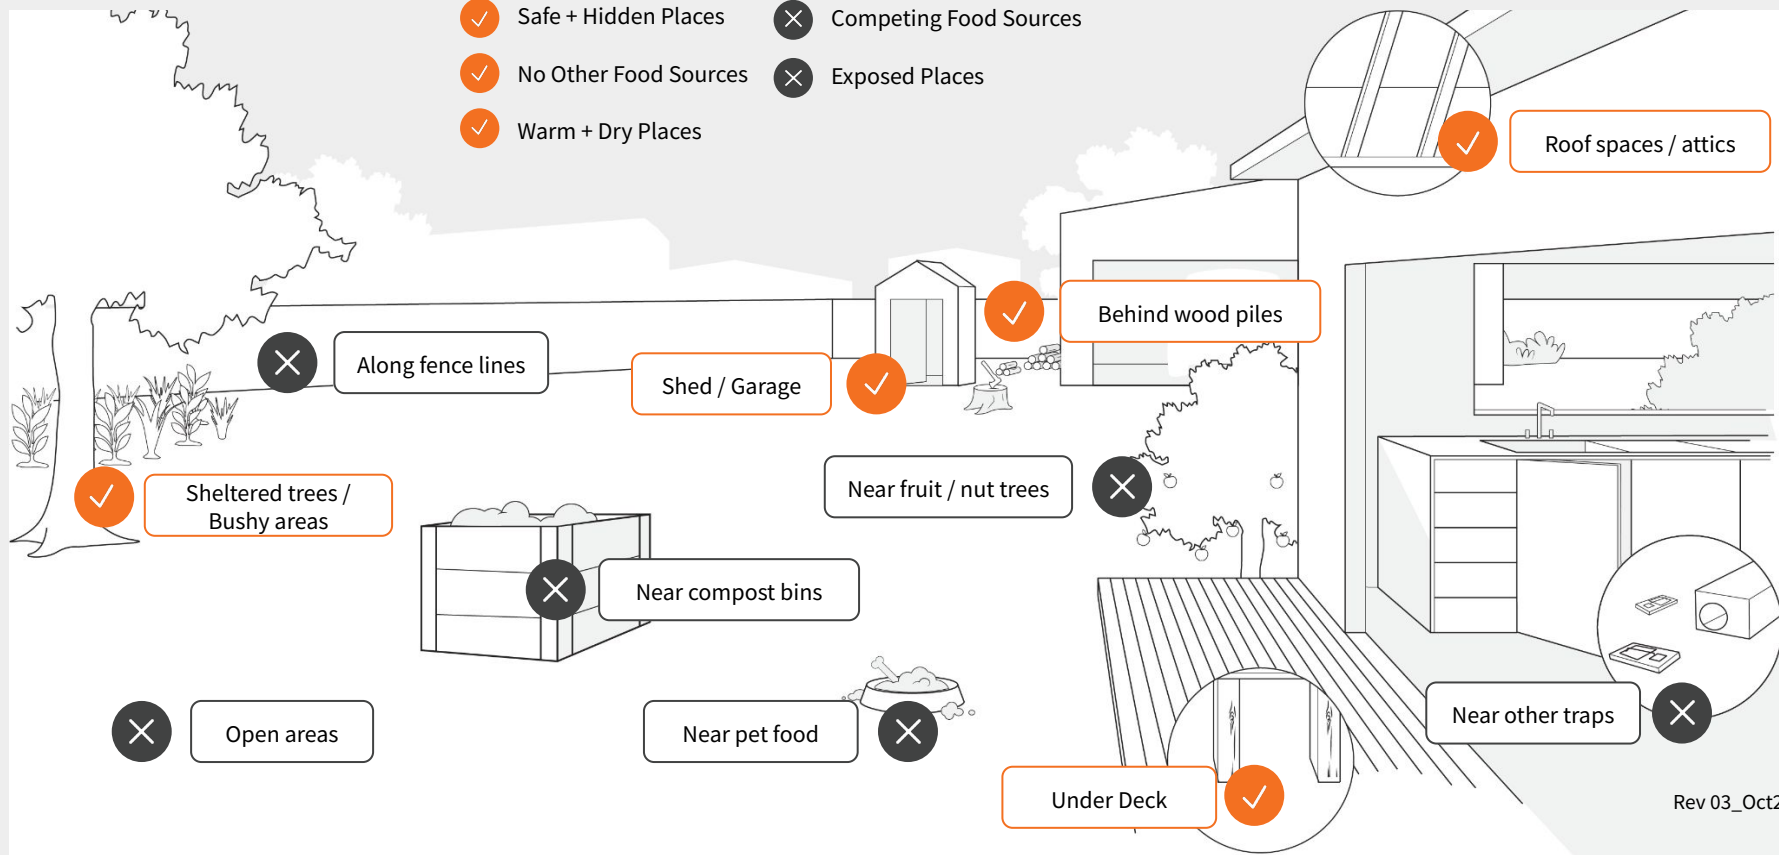 Safe + Hidden Places
Competing Food Sources
No Other Food Sources
Exposed Places
Warm + Dry Places
Roof spaces / attics
Behind wood piles
Along fence lines
Shed / Garage
Near fruit / nut trees
Sheltered trees /
Bushy areas
Near compost bins
Open areas
Near pet food
Near other traps
Under Deck
Rev 03_Oct2